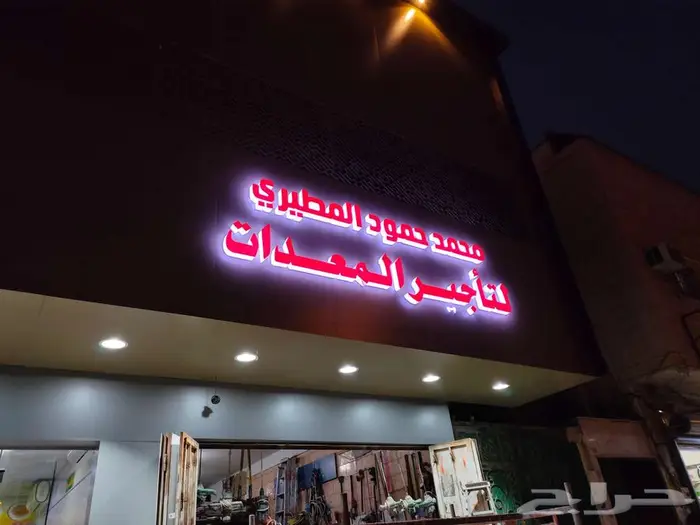 محمد حمود المطيري
لتأجير المعدات
حراج